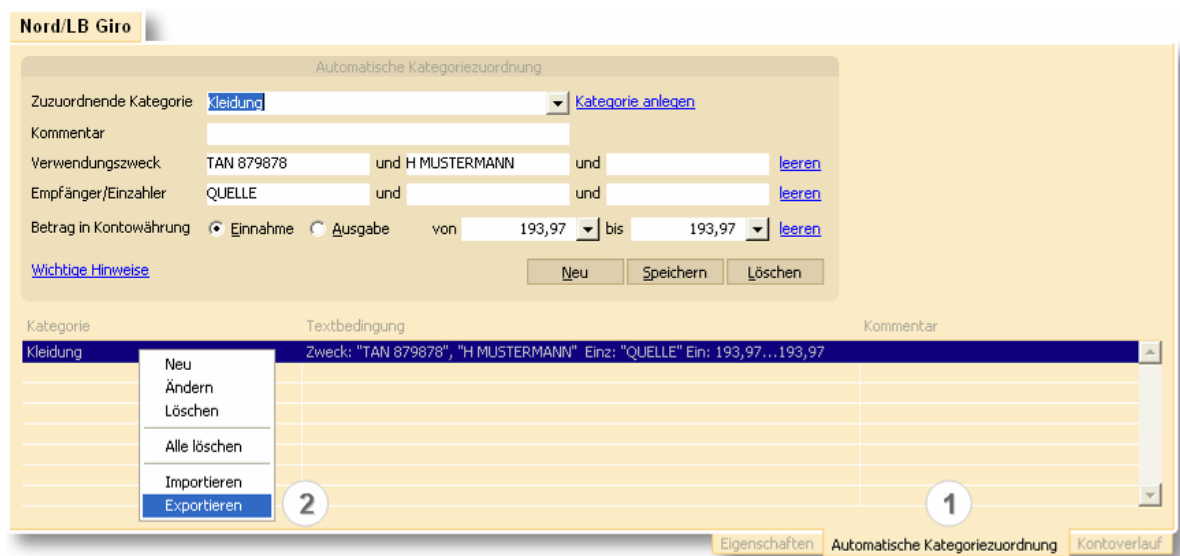 Nord/LB Giro
Automatische Kategoriezuordnung
Zuzuordnende Kategorie Kleidung Kategorie anlegen
Kommentar
Verwendungszweck TAN 879878 und H MUSTERMANN und leeren
Empfänger/Einzahler QUELLE und und leeren
Betrag in Kontowährung Einnahme Ausgabe von 193,97 bis 193,97 leeren
Wichtige Hinweise Neu Speichern Löschen
Kategorie Textbedingung Kommentar
Kleidung Zweck: "TAN 879878", "H MUSTERMANN" Einz: "QUELLE" Ein: 193,97...193,97
Neu
Ändern
Löschen
Alle löschen
Importieren
Exportieren 2 1
Eigenschaften Automatische Kategoriezuordnung Kontoverlauf